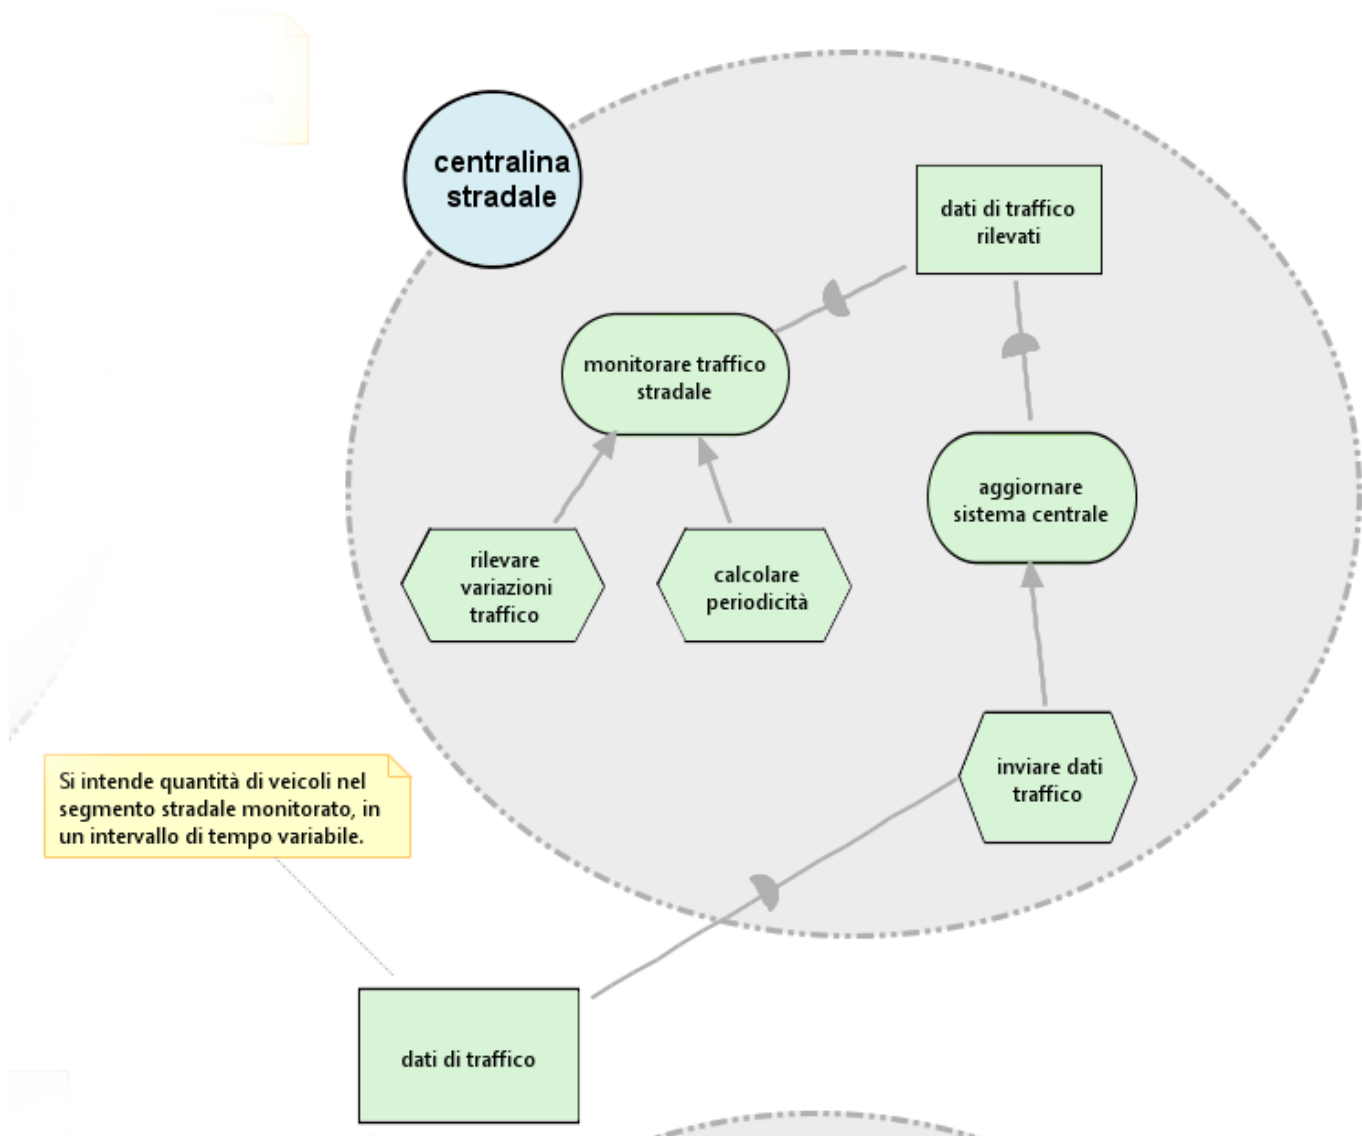 centralina
stradale
dati di traffico
rilevati
monitorare traffico
stradale
aggiornare
sistema centrale
rilevare
variazioni
traffico
calcolare
periodicità
inviare dati
traffico
Si intende quantità di veicoli nel
segmento stradale monitorato, in
un intervallo di tempo variabile.
dati di traffico